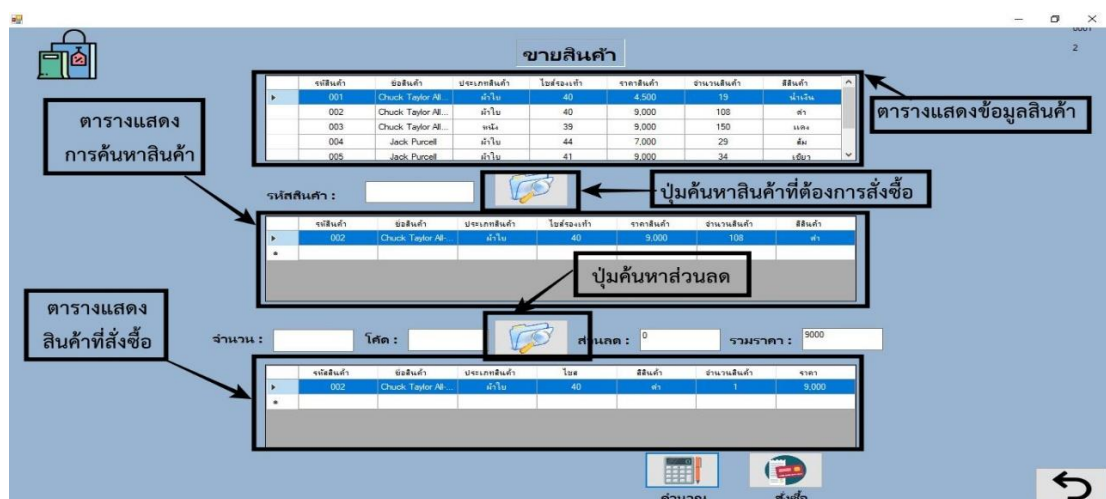 0001
2
ขายสินค้า
รหัสินค้า ชื่อสินค้า ประเภทสินค้า ไซส์รองเท้า ราคาสินค้า จำนวนสินค้า สีสินค้า
001 Chuck Taylor All... ผ้าใบ 40 4,500 19 น้ำเงิน
002 Chuck Taylor All... ผ้าใบ 40 9,000 108 ดำ
003 Chuck Taylor All... หนัง 39 9,000 150 แดง
004 Jack Purcell ผ้าใบ 44 7,000 29 ส้ม
005 Jack Purcell ผ้าใบ 41 9,000 34 เขียว
ตารางแสดงข้อมูลสินค้า
ตารางแสดง
การค้นหาสินค้า
รหัสสินค้า :
ปุ่มค้นหาสินค้าที่ต้องการสั่งซื้อ
รหัสินค้า ชื่อสินค้า ประเภทสินค้า ไซส์รองเท้า ราคาสินค้า จำนวนสินค้า สีสินค้า
002 Chuck Taylor All-... ผ้าใบ 40 9,000 108 ดำ
ปุ่มค้นหาส่วนลด
ตารางแสดง
สินค้าที่สั่งซื้อ
จำนวน : โค้ด : ส่วนลด : 0 รวมราคา : 9000
รหัสสินค้า ชื่อสินค้า ประเภทสินค้า ไซส สีสินค้า จำนวนสินค้า ราคา
002 Chuck Taylor All-... ผ้าใบ 40 ดำ 1 9,000
คำนวณ สั่งซื้อ